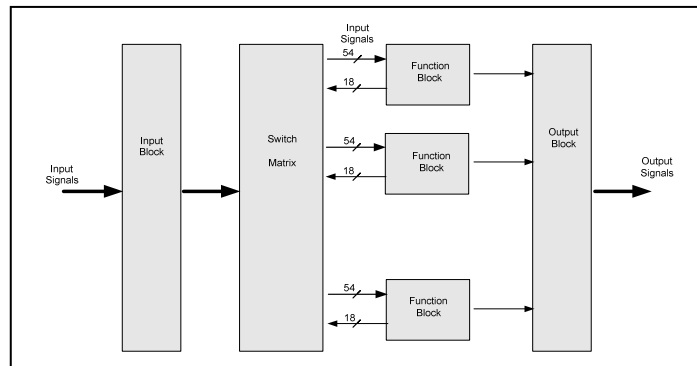 Input
Signals
54
18
Function
Block
Input
Block
Switch
Matrix
54
18
Function
Block
Output
Block
Input
Signals
Output
Signals
54
18
Function
Block